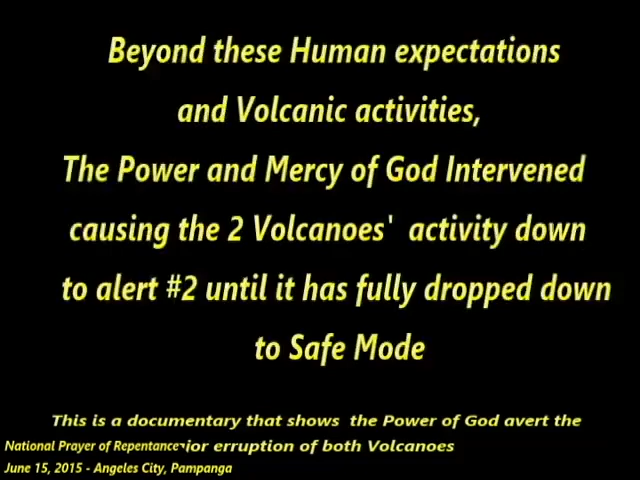 Beyond these Human expectations
and Volcanic activities,
The Power and Mercy of God Intervened
causing the 2 Volcanoes' activity down
to alert #2 until it has fully dropped down
to Safe Mode
This is a documentary that shows the Power of God avert the
erruption of both Volcanoes
National Prayer of Repentance
June 15, 2015 - Angeles City, Pampanga